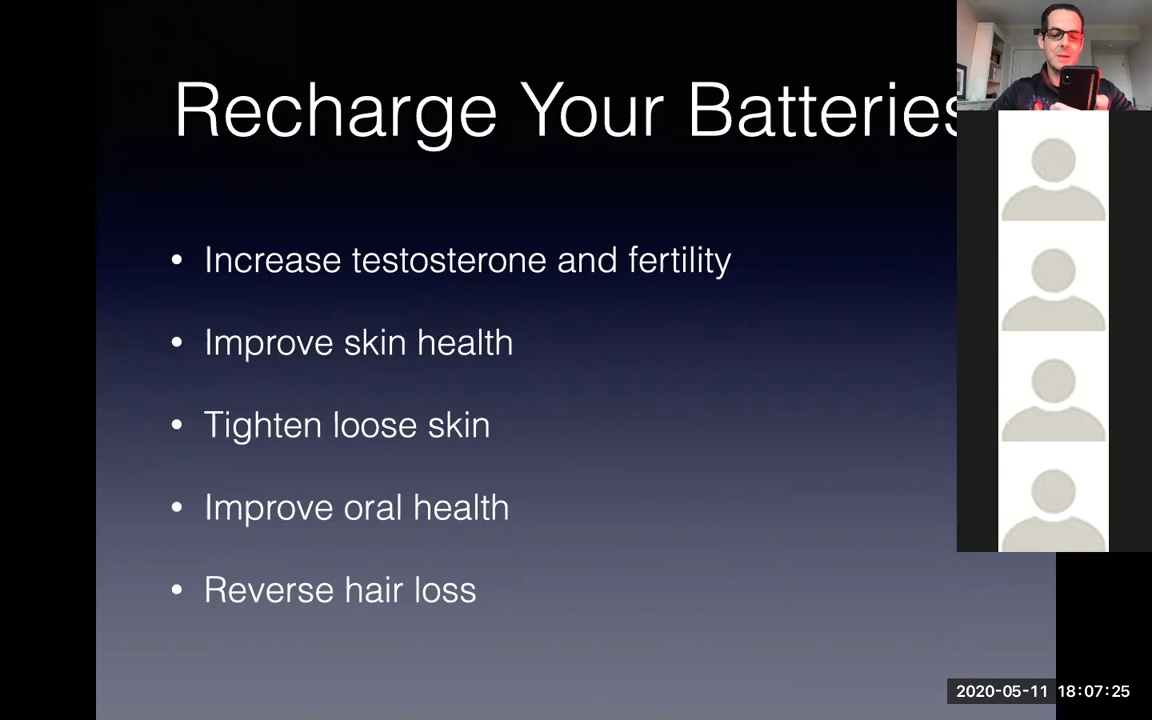 Recharge Your Batteries
• Increase testosterone and fertility
• Improve skin health
• Tighten loose skin
• Improve oral health
• Reverse hair loss
2020-05-11 18:07:25